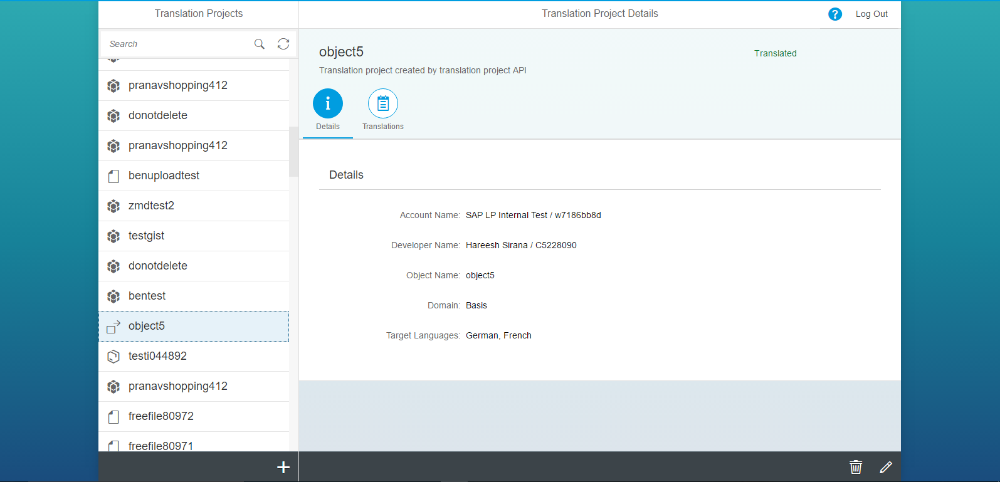 Translation Projects
Translation Project Details
? Log Out
Search
pranavshopping412
donotdelete
pranavshopping412
benuploadtest
zmdtest2
testgist
donotdelete
bentest
object5
testi044892
pranavshopping412
freefile80972
freefile80971
object5
Translated
Translation project created by translation project API
Details
Translations
Details
Account Name: SAP LP Internal Test / w7186bb8d
Developer Name: Hareesh Sirana / C5228090
Object Name: object5
Domain: Basis
Target Languages: German, French